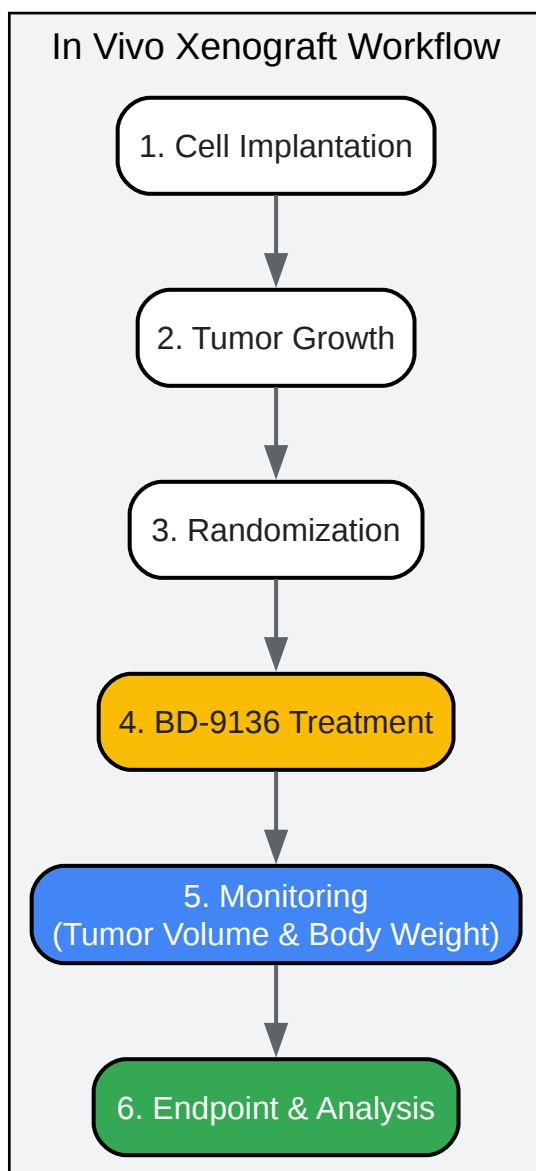 In Vivo Xenograft Workflow
1. Cell Implantation
2. Tumor Growth
3. Randomization
4. BD-9136 Treatment
5. Monitoring
(Tumor Volume & Body Weight)
6. Endpoint & Analysis